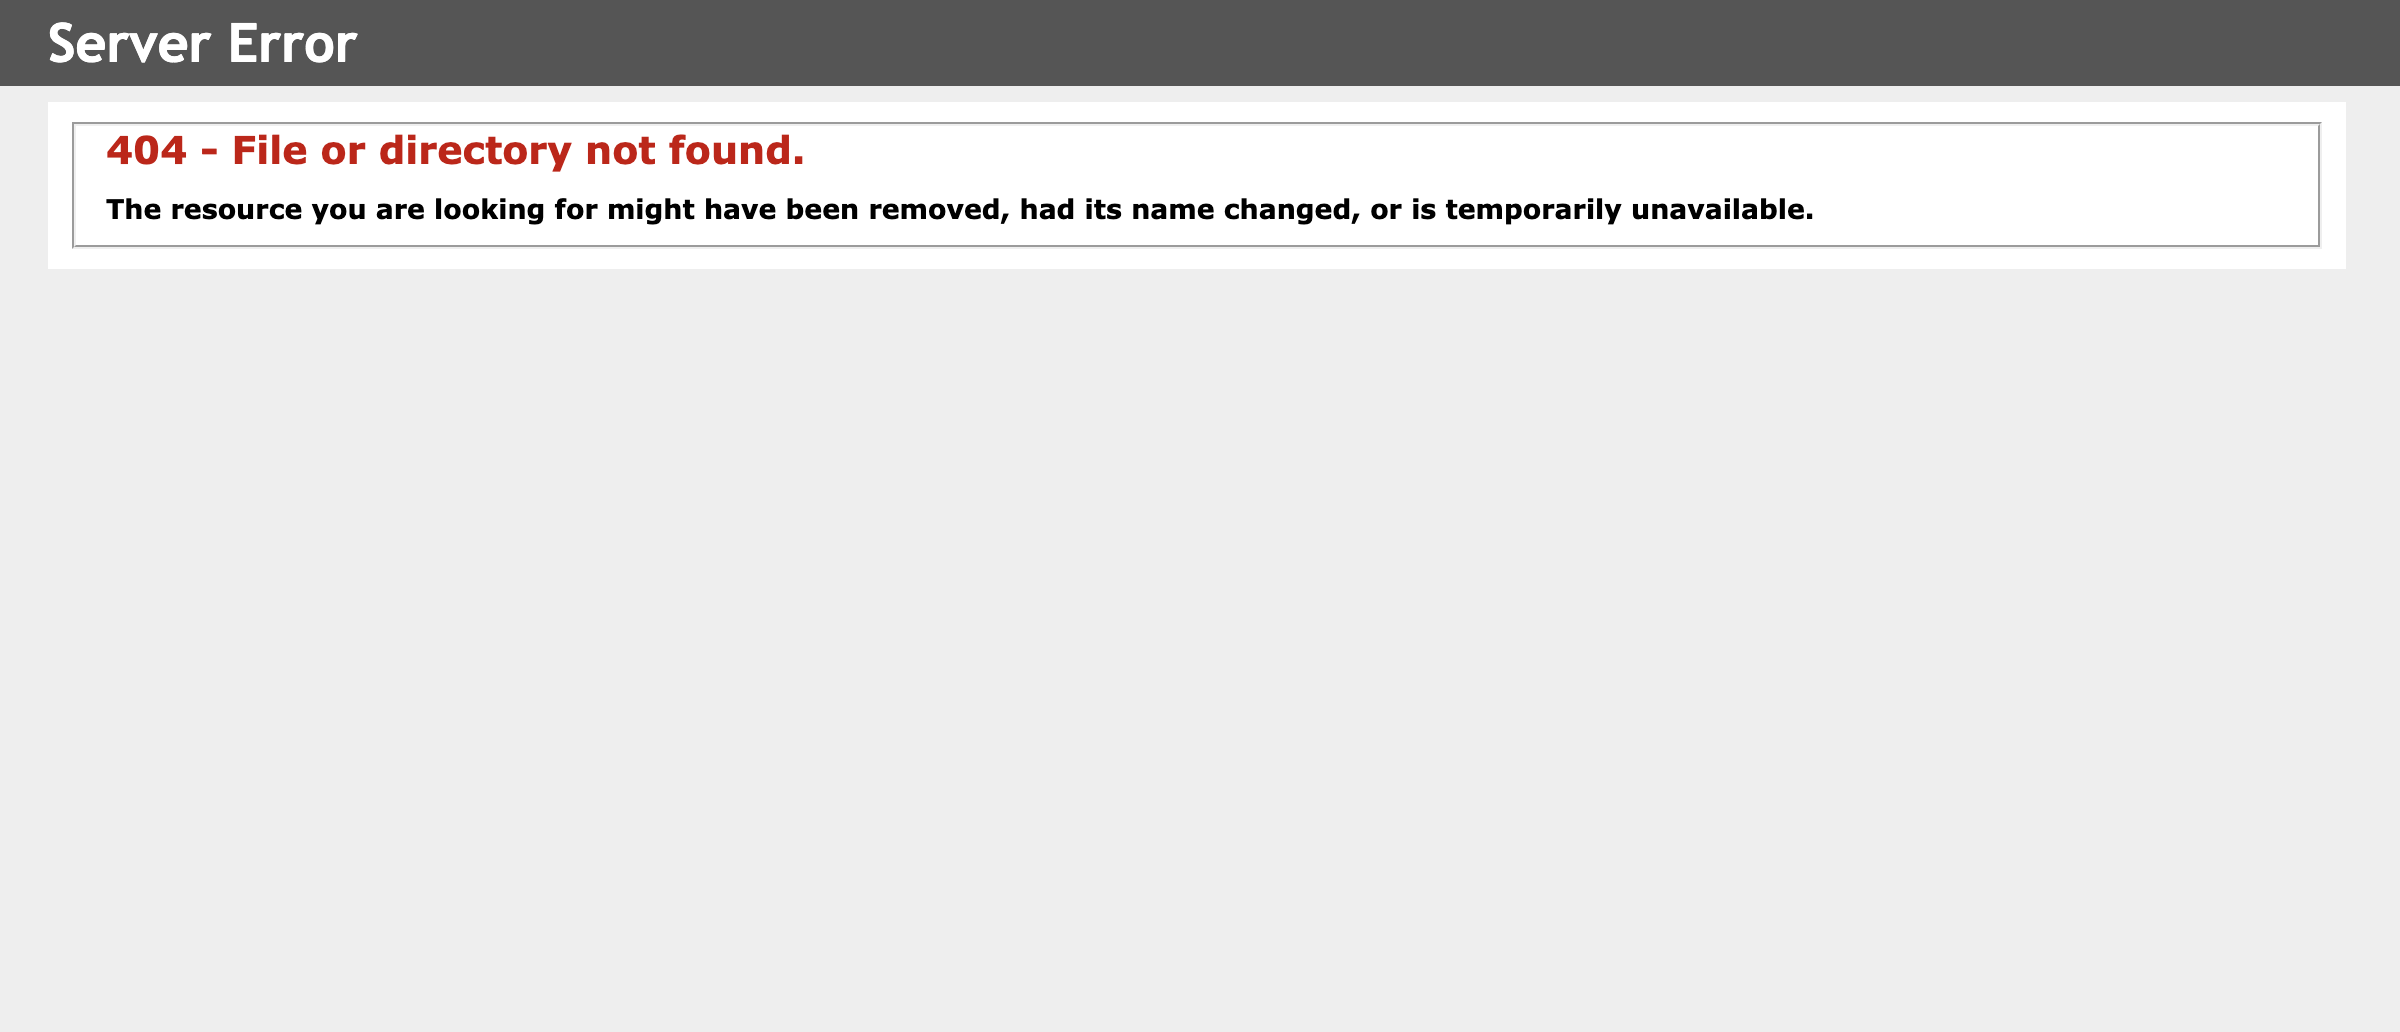 Server Error
404 - File or directory not found.
The resource you are looking for might have been removed, had its name changed, or is temporarily unavailable.